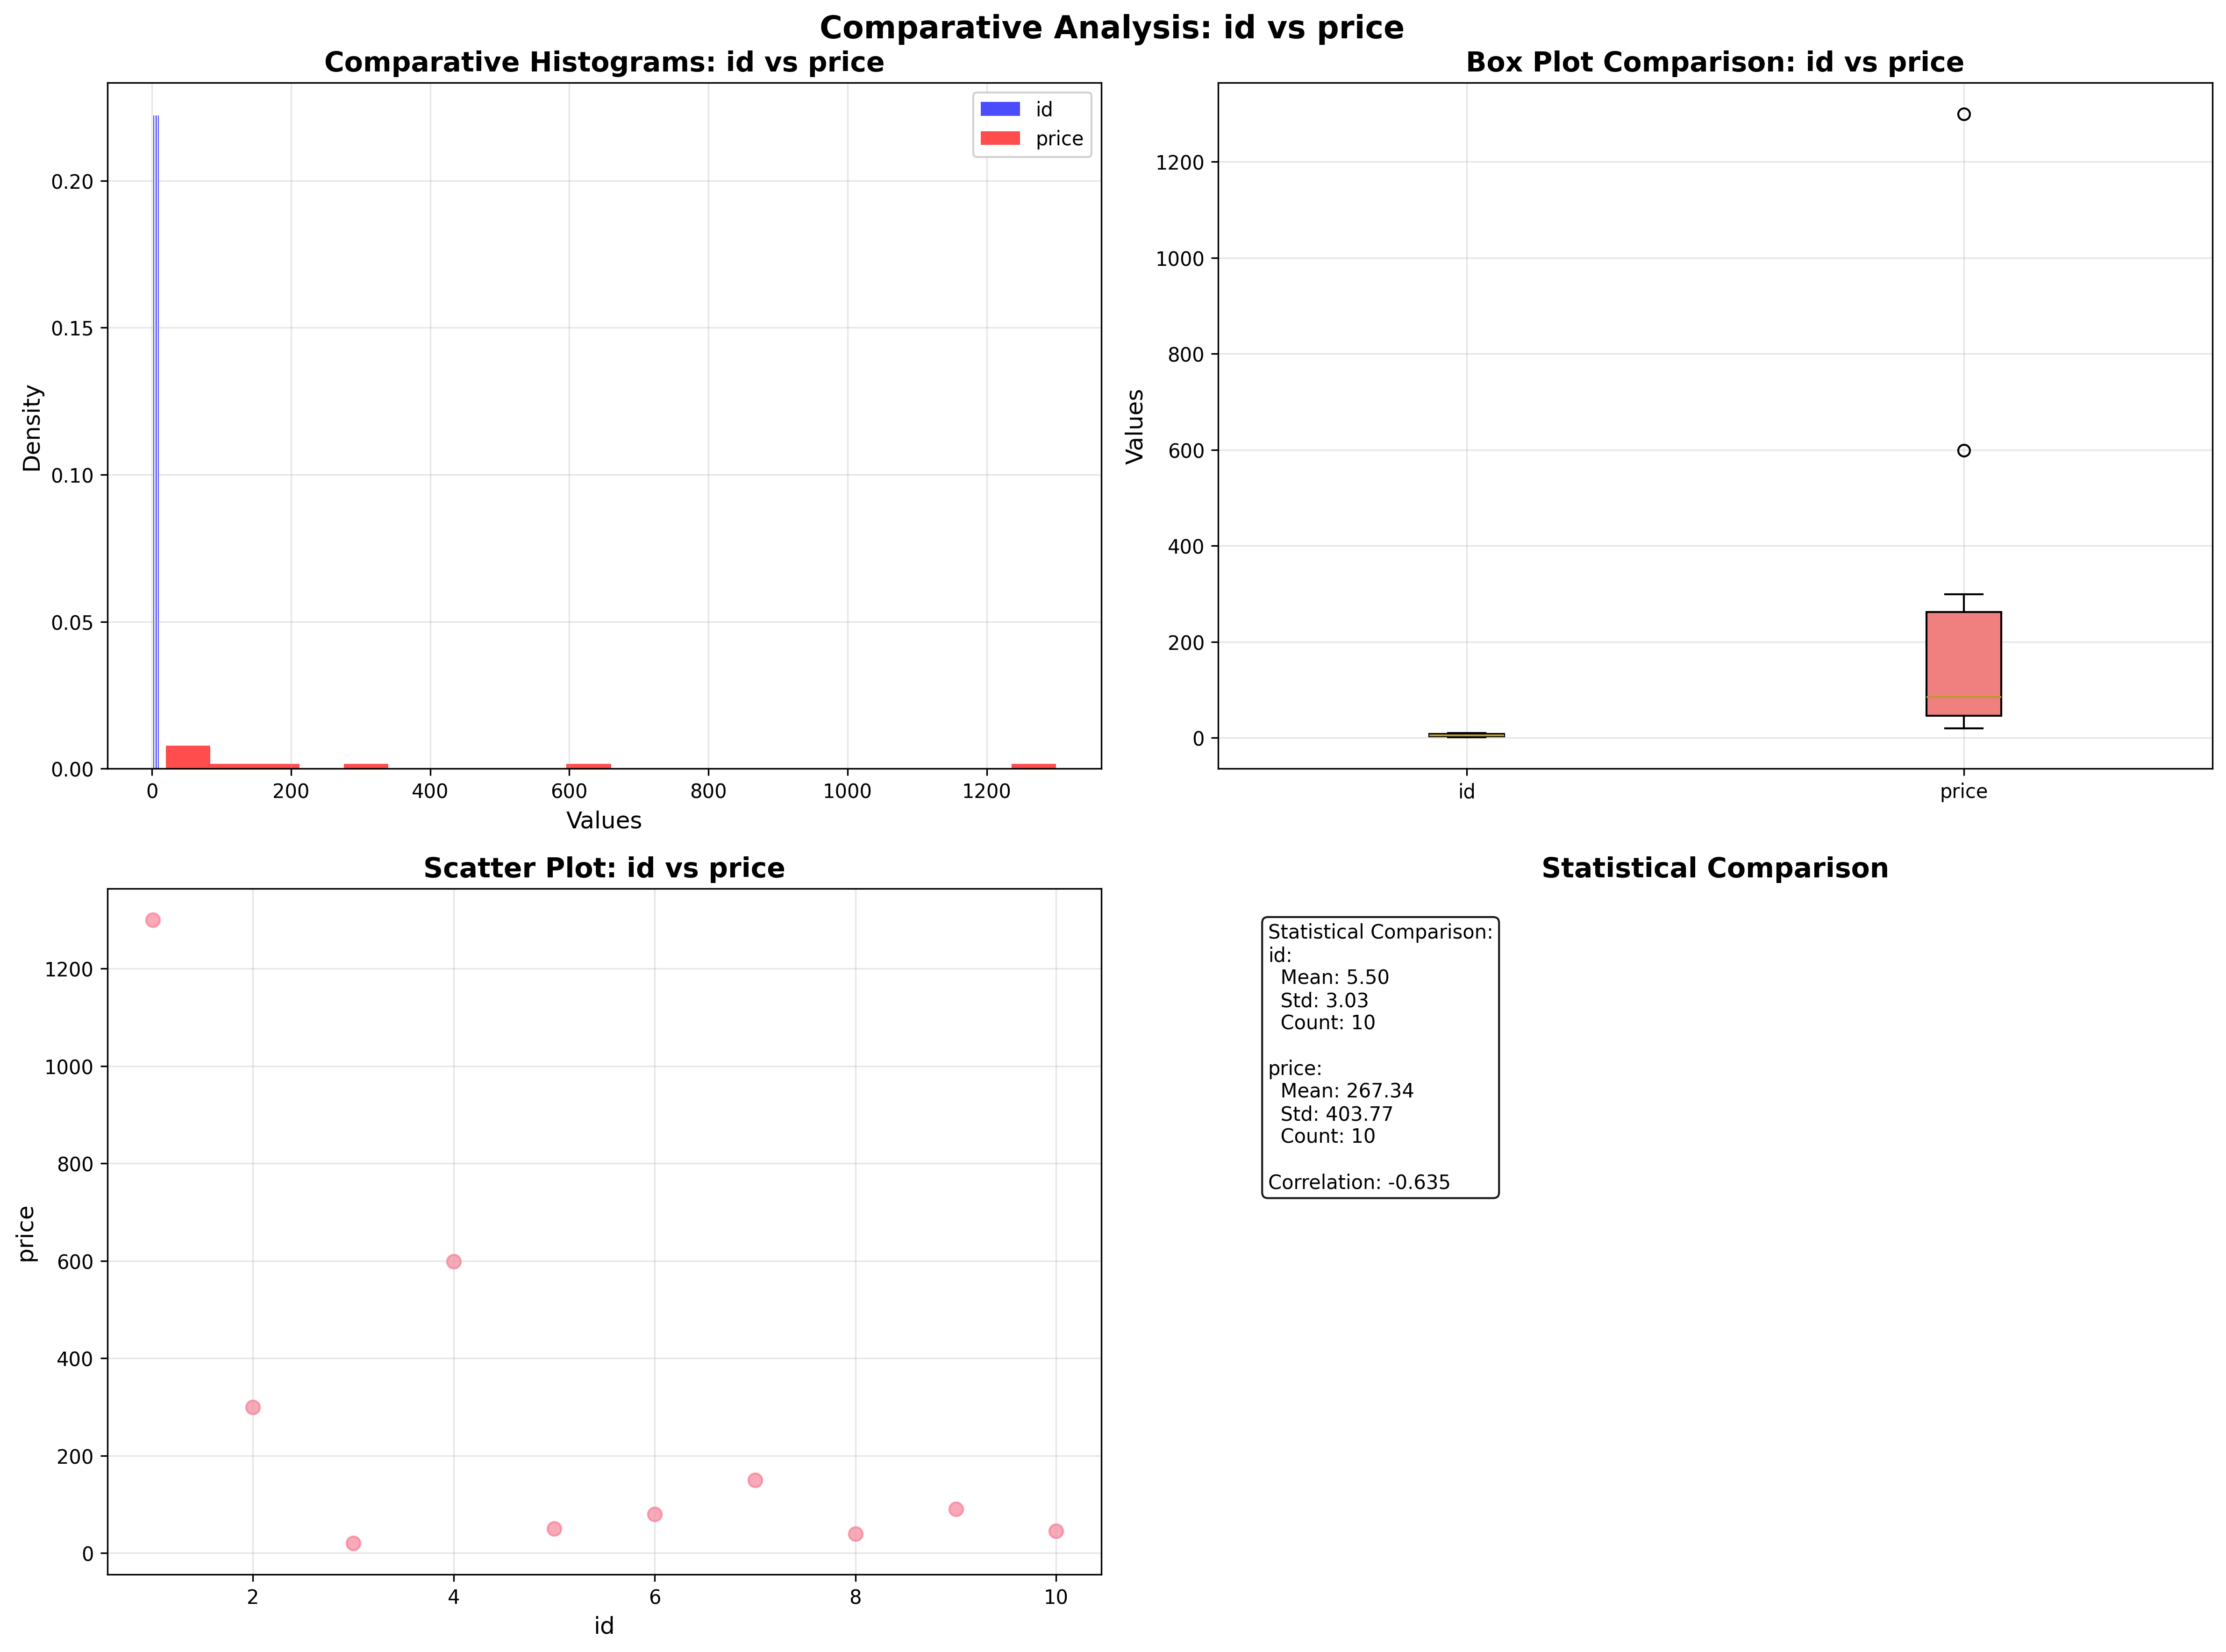 Comparative Analysis: id vs price
Comparative Histograms: id vs price
id
price
0.20
0.15
0.10
0.05
0.00
Density
0 200 400 600 800 1000 1200
Values
Box Plot Comparison: id vs price
1200
1000
800
600
400
200
0
Values
id price
Scatter Plot: id vs price
1200
1000
800
600
400
200
0
price
2 4 6 8 10
id
Statistical Comparison
Statistical Comparison:
id:
Mean: 5.50
Std: 3.03
Count: 10
price:
Mean: 267.34
Std: 403.77
Count: 10
Correlation: -0.635